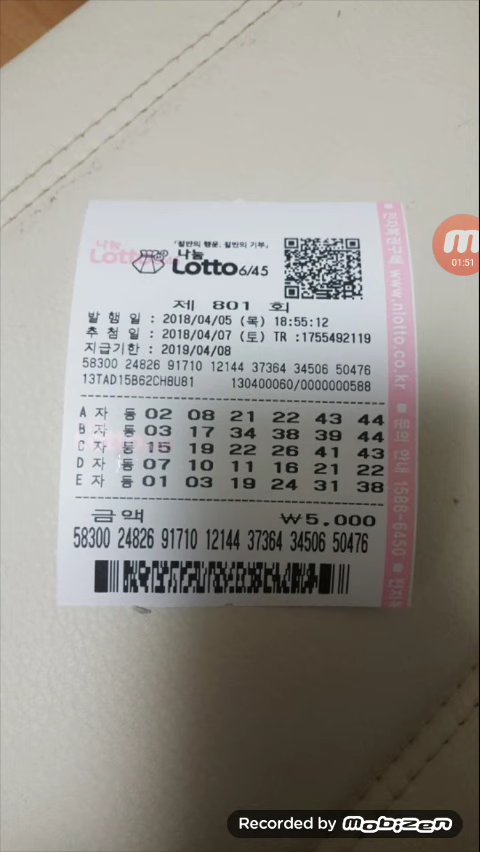 「절반의 행운, 절반의 기부」
나눔
Lotto 6/45
제 801 회
발 행 일 : 2018/04/05 (목) 18:55:12
추 첨 일 : 2018/04/07 (토) TR :1755492119
지급기한 : 2019/04/08
58300 24826 91710 12144 37364 34506 50476
13TAD15B62CH8U81 130400060/0000000588
A 자 동 02 08 21 22 43 44
B 자 동 03 17 34 38 39 44
C 자 동 15 19 22 26 41 43
D 자 동 07 10 11 16 21 22
E 자 동 01 03 19 24 31 38
금액 ₩5,000
58300 24826 91710 12144 37364 34506 50476
www.nlotto.co.kr
문의 안내 1588-6450
01:51
Recorded by MOBIZEN